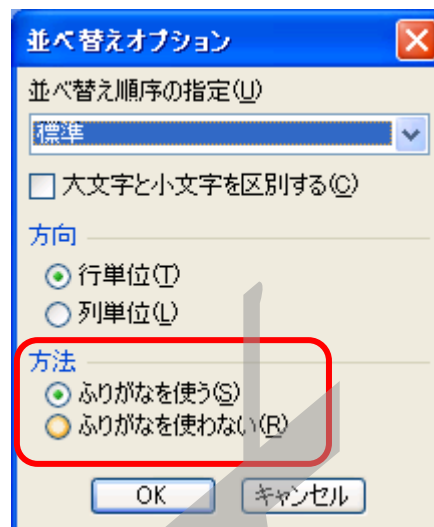 並べ替えオプション
並べ替え順序の指定(U)
標準
大文字と小文字を区別する(C)
方向
行単位(T)
列単位(L)
方法
ふりがなを使う(S)
ふりがなを使わない(R)
OK キャンセル